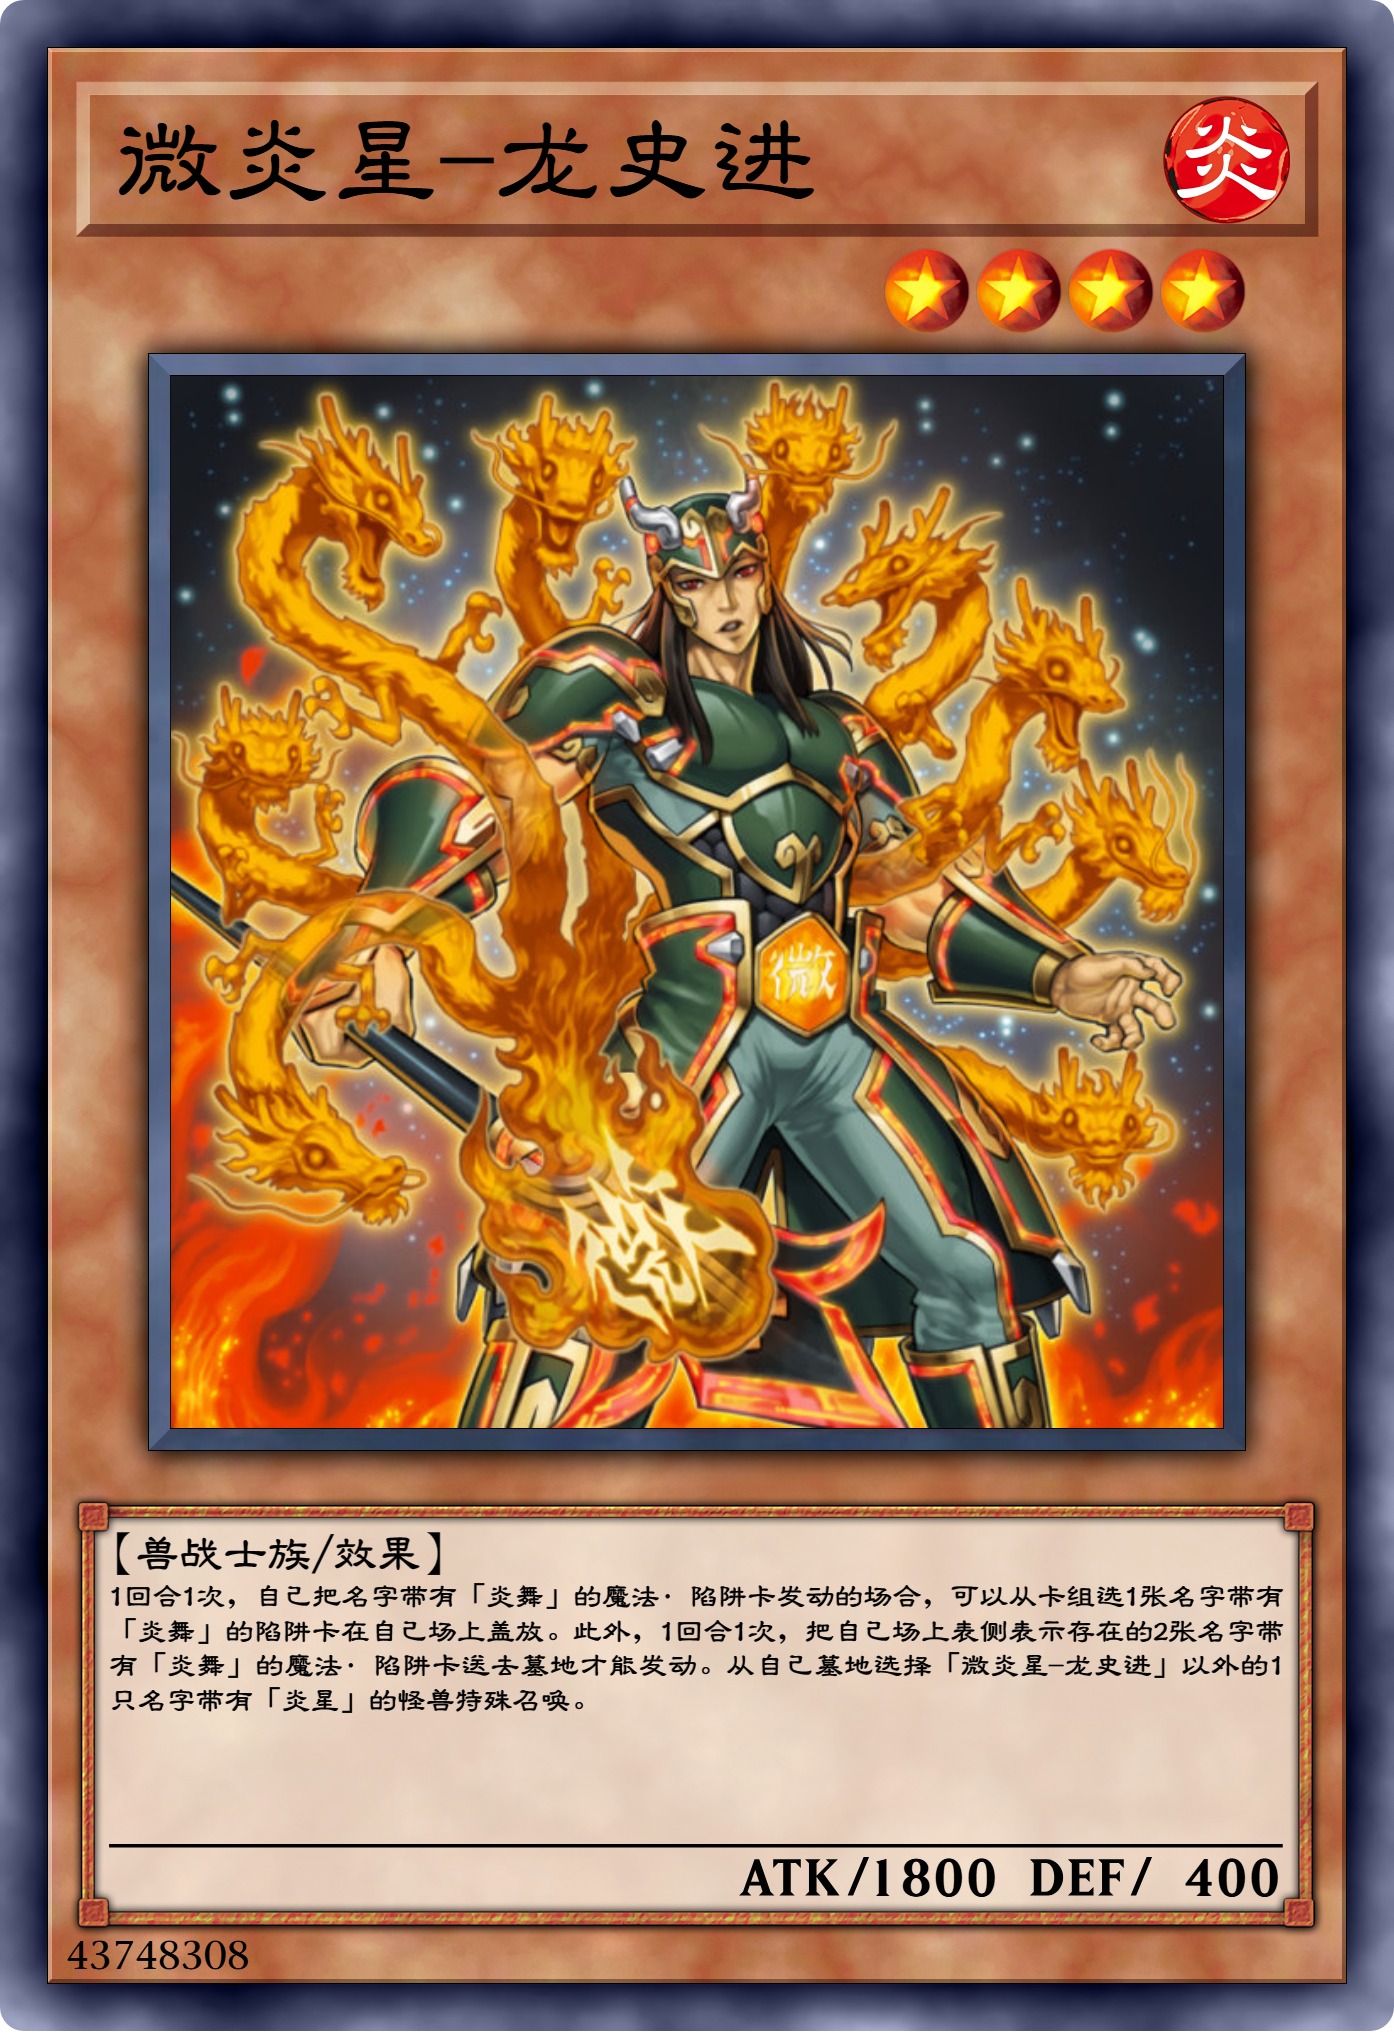 微炎星-龙史进
炎
微
【兽战士族/效果】
1回合1次，自己把名字带有「炎舞」的魔法·陷阱卡发动的场合，可以从卡组选1张名字带有
「炎舞」的陷阱卡在自己场上盖放。此外，1回合1次，把自己场上表侧表示存在的2张名字带
有「炎舞」的魔法·陷阱卡送去墓地才能发动。从自己墓地选择「微炎星-龙史进」以外的1
只名字带有「炎星」的怪兽特殊召唤。
ATK/1800 DEF/ 400
43748308